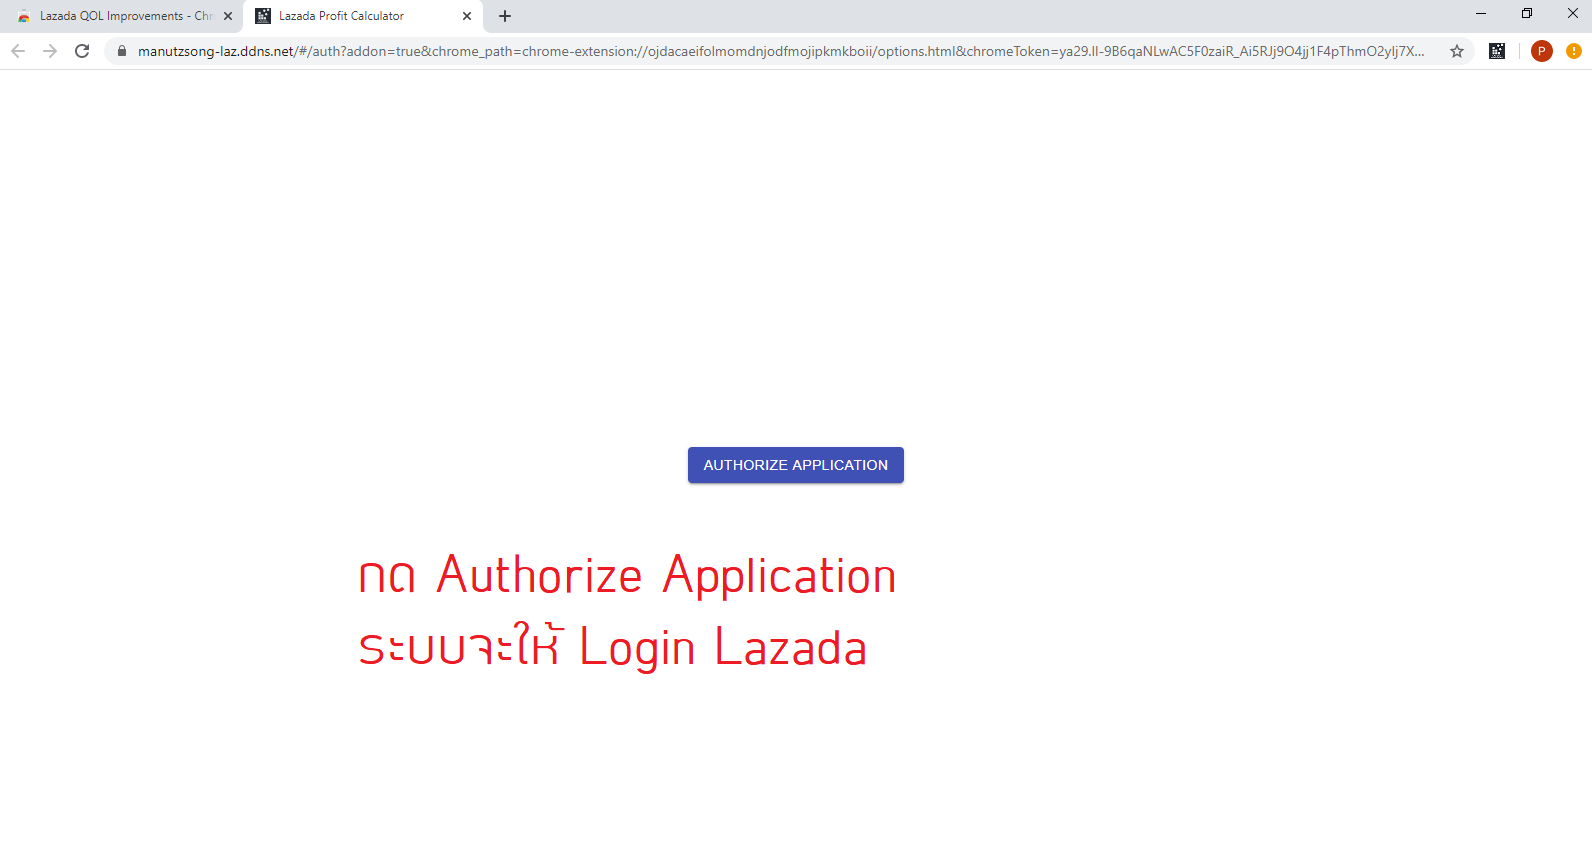 Lazada QOL Improvements - Chr
Lazada Profit Calculator
manutzsong-laz.ddns.net/#/auth?addon=true&chrome_path=chrome-extension://ojdacaeifolmomdnjodfmojipkmkboii/options.html&chromeToken=ya29.Il-9B6qaNLwAC5F0zaiR_Ai5RJj9O4jj1F4pThmO2yIj7X...
P
AUTHORIZE APPLICATION
กด Authorize Application
ระบบจะให้ Login Lazada